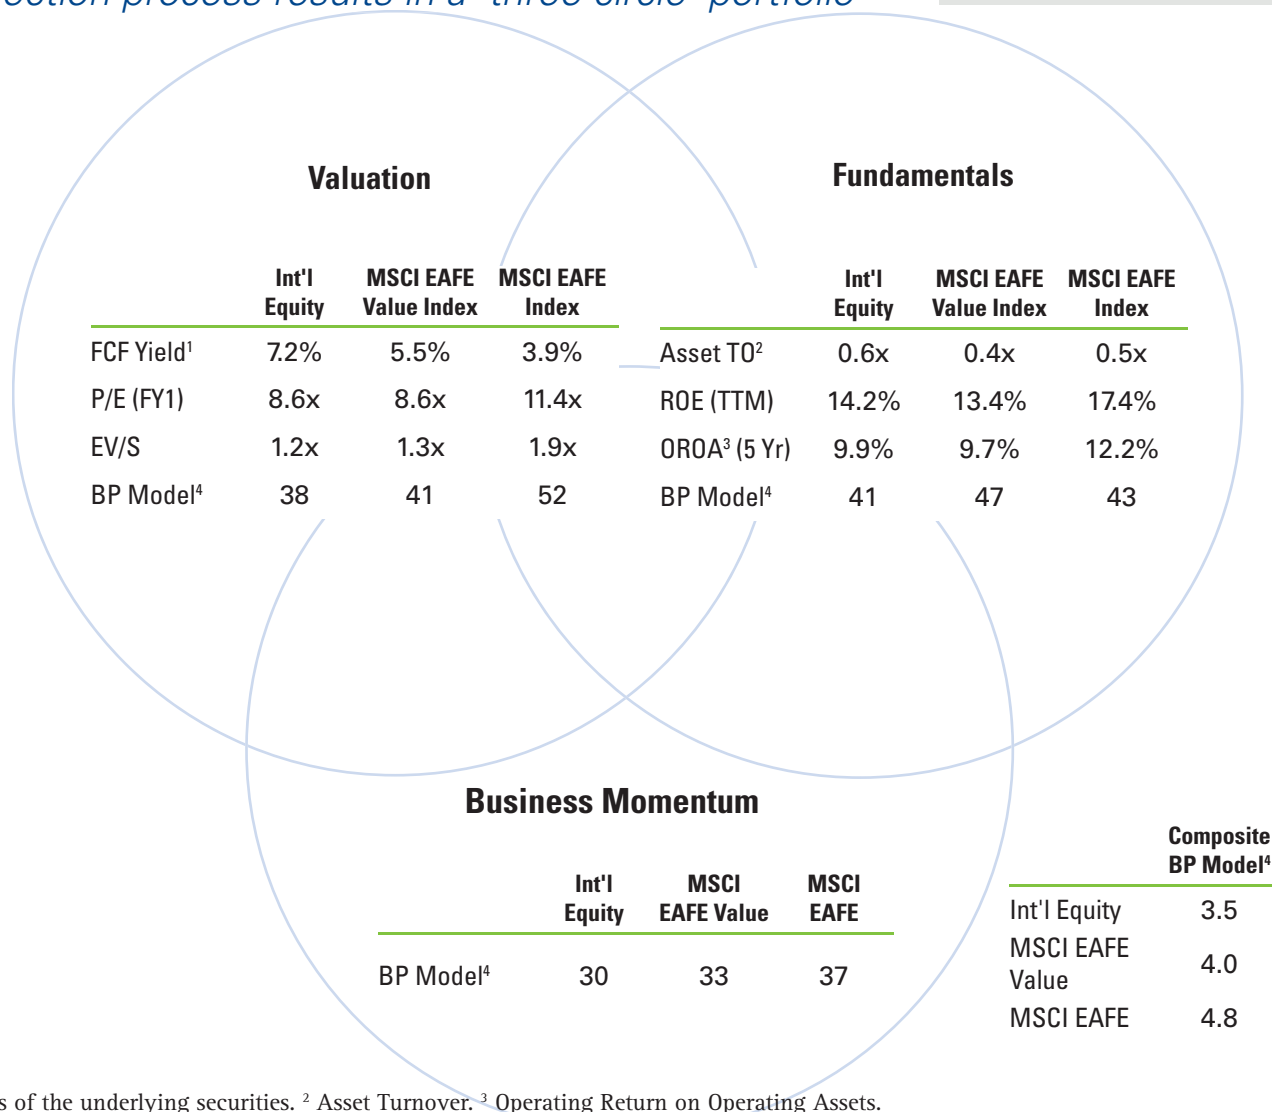 process results in a "three circle" portfolio
Valuation
Int'l Equity MSCI EAFE Value Index MSCI EAFE Index
FCF Yield¹ 7.2% 5.5% 3.9%
P/E (FY1) 8.6x 8.6x 11.4x
EV/S 1.2x 1.3x 1.9x
BP Model⁴ 38 41 52
Fundamentals
Int'l Equity MSCI EAFE Value Index MSCI EAFE Index
Asset TO² 0.6x 0.4x 0.5x
ROE (TTM) 14.2% 13.4% 17.4%
OROA³ (5 Yr) 9.9% 9.7% 12.2%
BP Model⁴ 41 47 43
Business Momentum
Int'l Equity MSCI EAFE Value MSCI EAFE
BP Model⁴ 30 33 37
Composite
BP Model⁴
Int'l Equity 3.5
MSCI EAFE Value 4.0
MSCI EAFE 4.8
of the underlying securities. ² Asset Turnover. ³ Operating Return on Operating Assets.